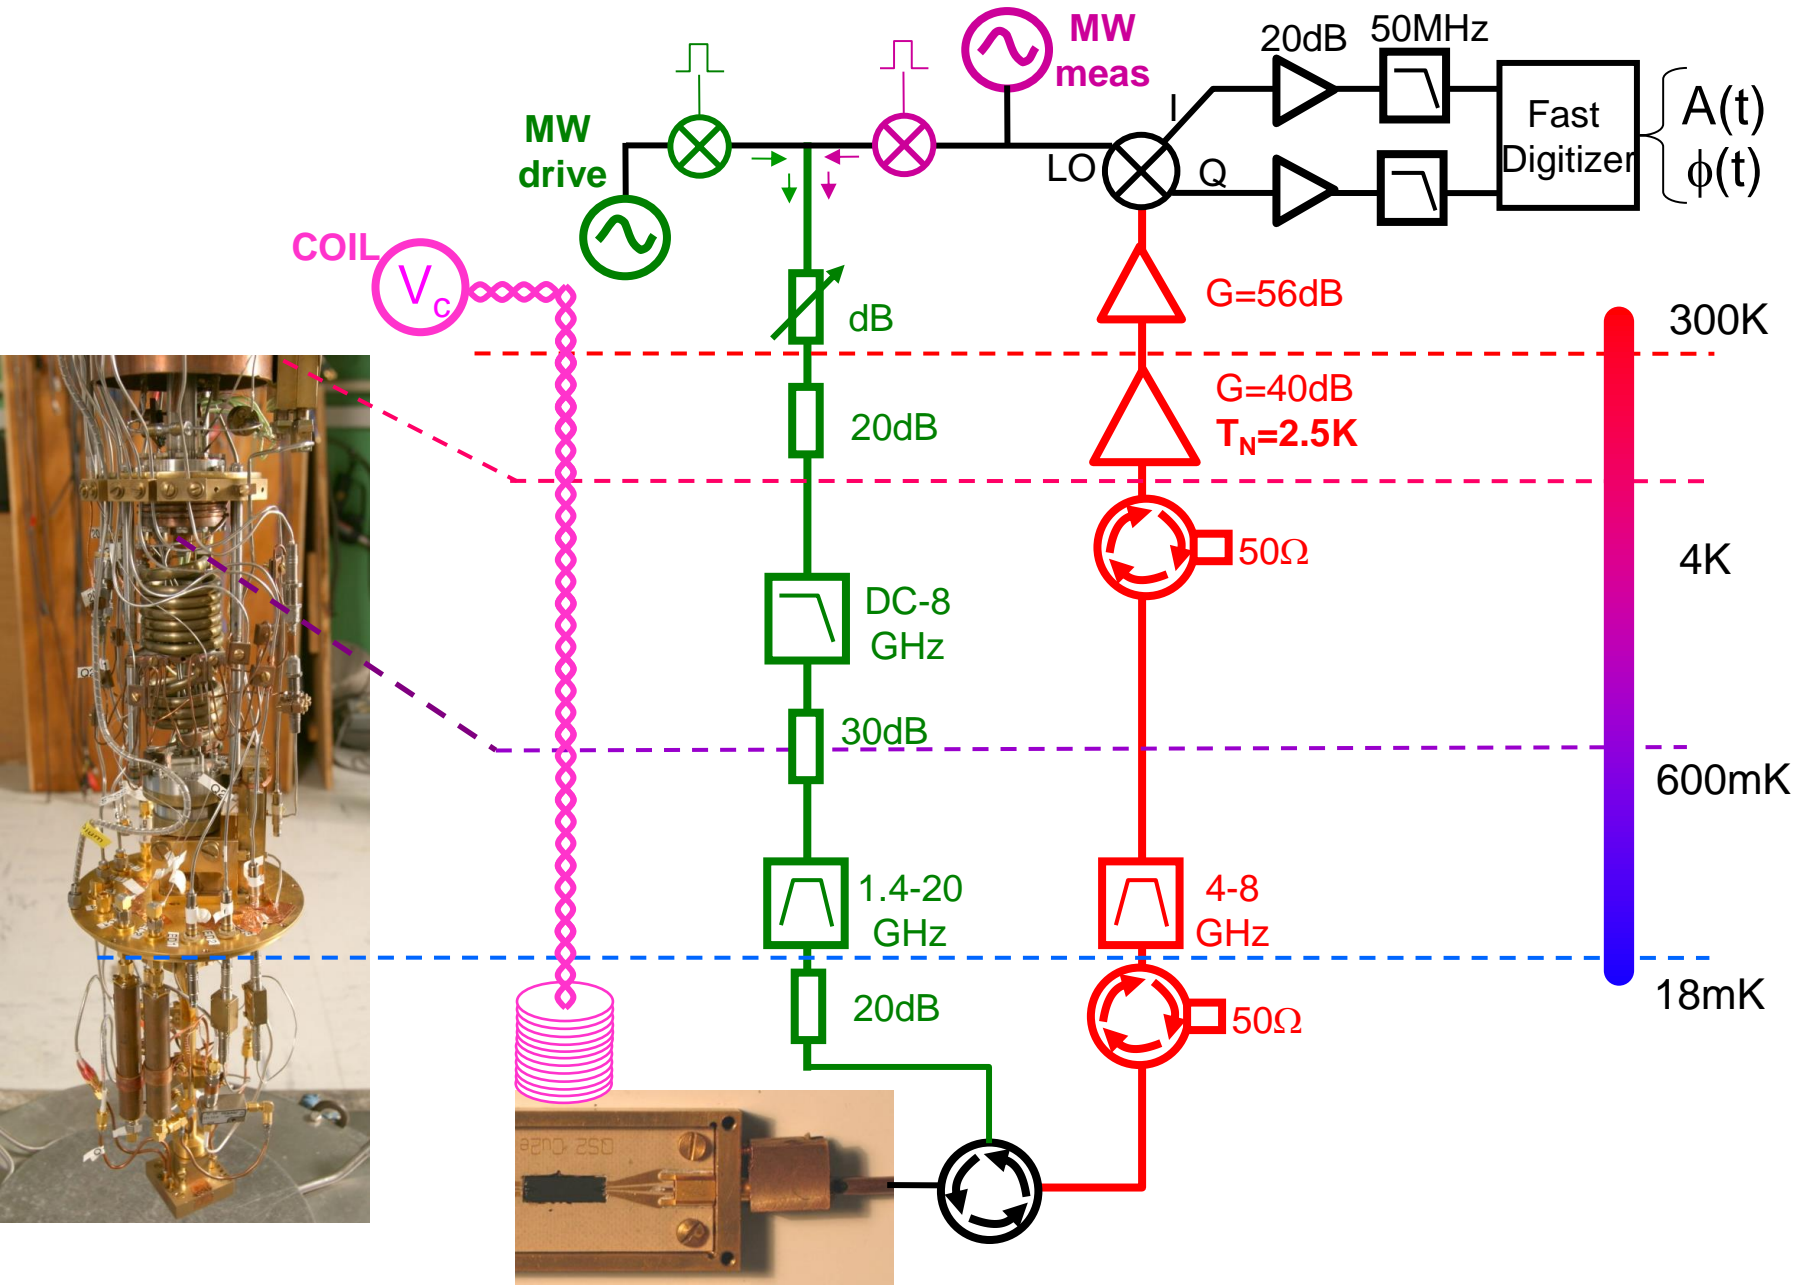 MW
meas
20dB
50MHz
MW
drive
I
LO
Q
Fast
Digitizer
A(t)
ϕ(t)
COIL
Vc
dB
G=56dB
300K
20dB
G=40dB
TN=2.5K
50Ω
4K
DC-8
GHz
30dB
600mK
1.4-20
GHz
4-8
GHz
18mK
20dB
50Ω